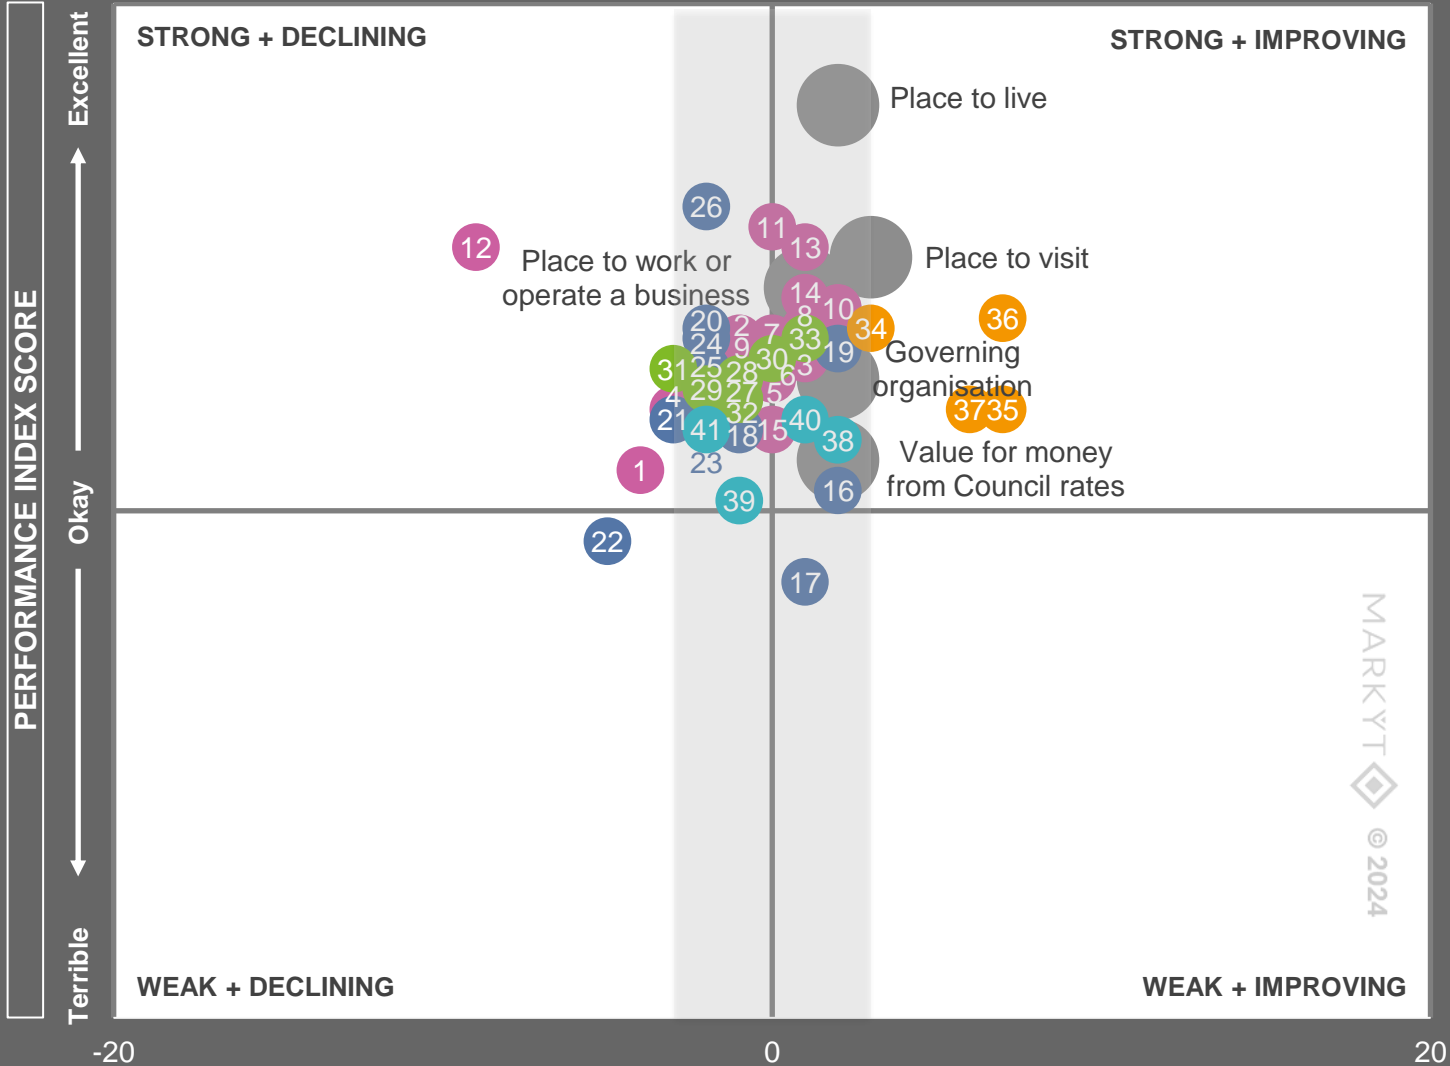 STRONG + DECLINING
STRONG + IMPROVING
PERFORMANCE INDEX SCORE
Excellent
Okay
Terrible
Place to live
26
11
12
13
Place to work or
operate a business
Place to visit
14
10
8
36
20
2
7
34
33
24
9
19
Governing
organisation
30
31
25
28
3
6
29
27
5
4
32
37
35
21
41
18
15
40
38
Value for money
from Council rates
23
1
16
39
22
17
MARKYT
© 2024
WEAK + DECLINING
WEAK + IMPROVING
-20
0
20